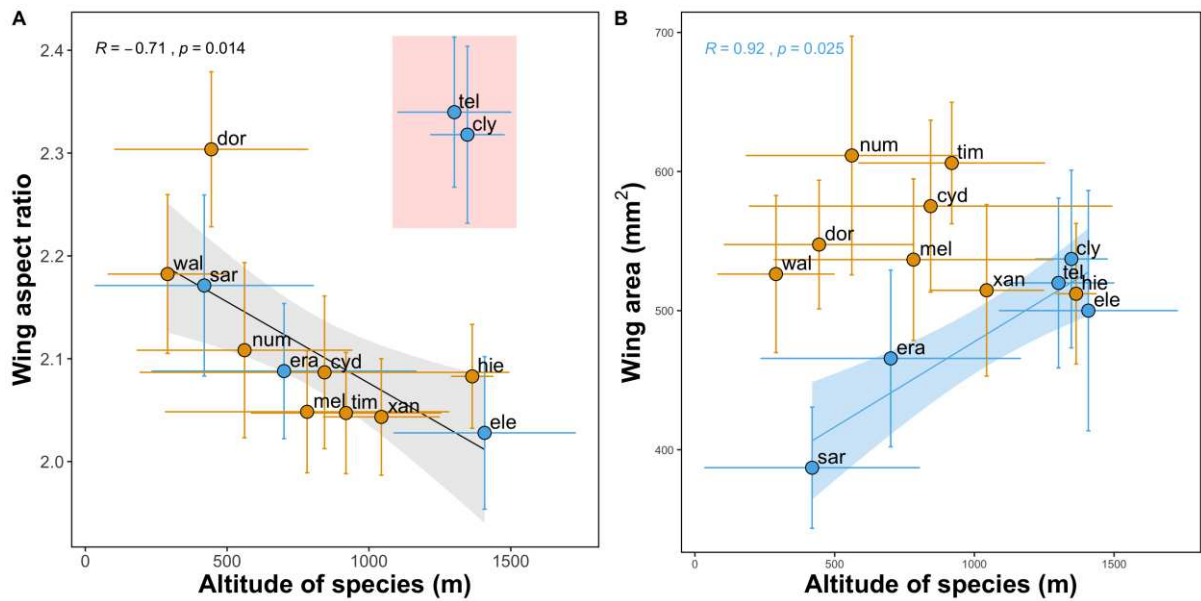 A
R = −0.71 , p = 0.014
2.4
2.3
2.2
2.1
2.0
Wing aspect ratio
tel
cly
dor
wal
sar
num
era
cyd
hie
mel
tim
xan
ele
0
500
1000
1500
Altitude of species (m)
B
R = 0.92 , p = 0.025
700
600
500
400
Wing area (mm²)
num
tim
cyd
dor
mel
cly
wal
tel
xan
hie
ele
era
sar
0
500
1000
1500
Altitude of species (m)